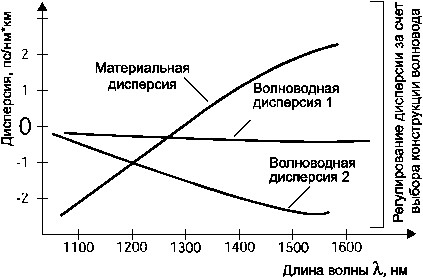 Дисперсия, пс/нм*км
2
1
0
-1
-2
Материальная
дисперсия
Волноводная
дисперсия 1
Волноводная
дисперсия 2
1100 1200 1300 1400 1500 1600
Длина волны λ, нм
Регулирование дисперсии за счет
выбора конструкции волновода